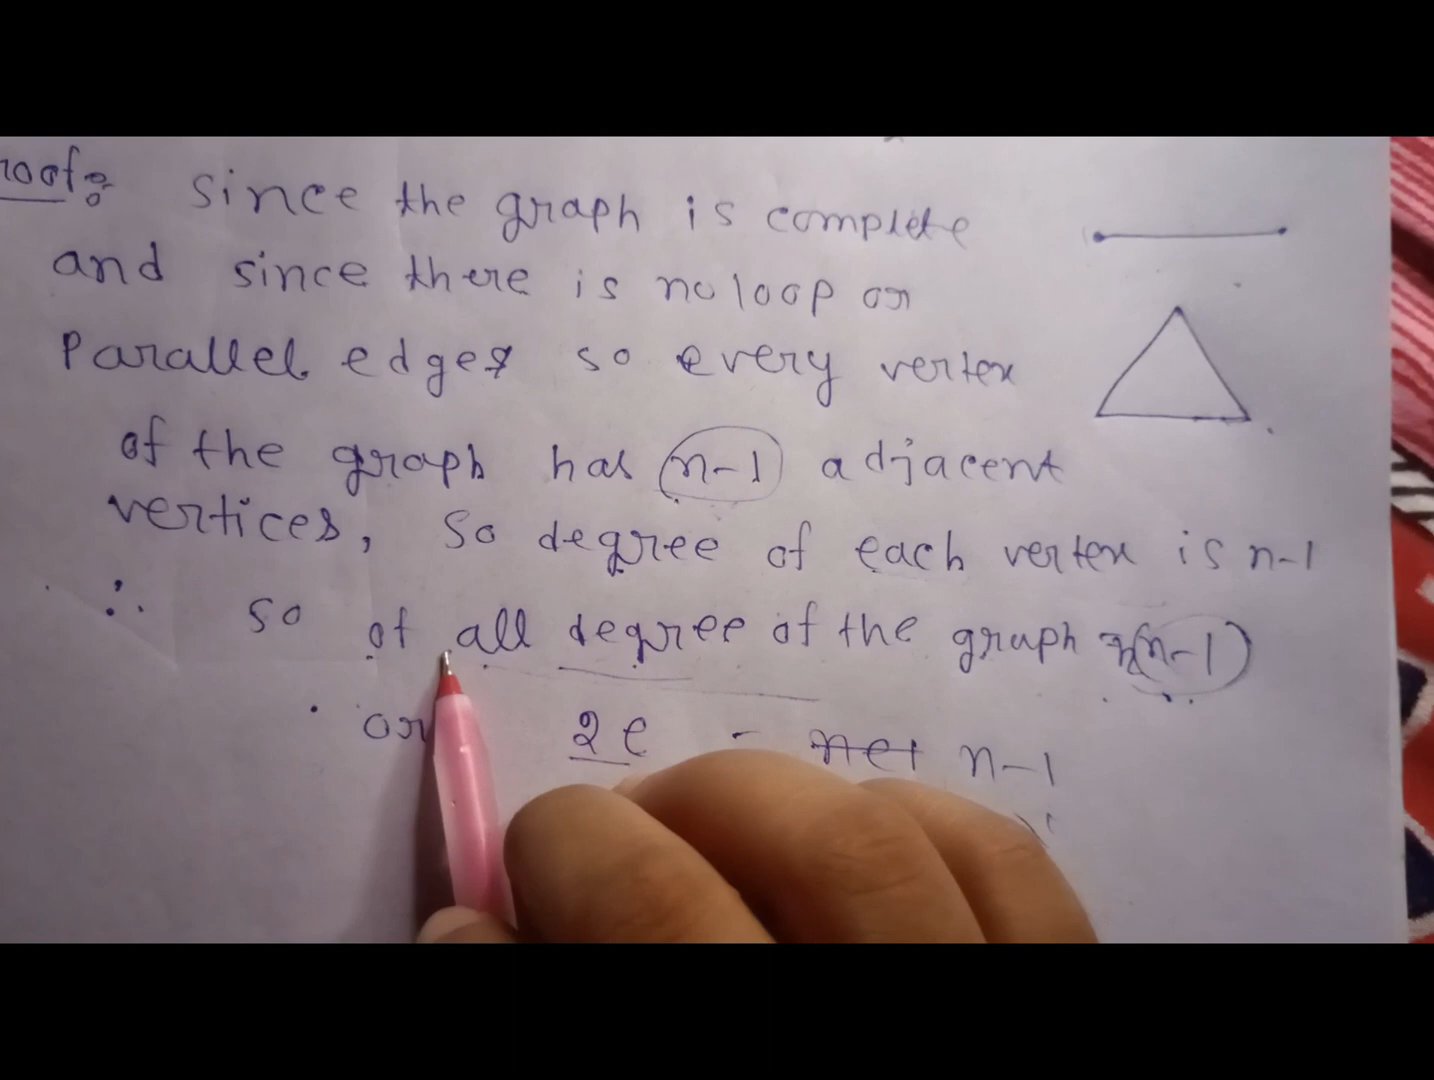 roof:
since the graph is complete
and since there is no loop or
Parallel edges so every vertex
of the graph has n-1 adjacent
vertices, so degree of each vertex is n-1
∴ so of all degree of the graph (n-1)
or 2e - n-1